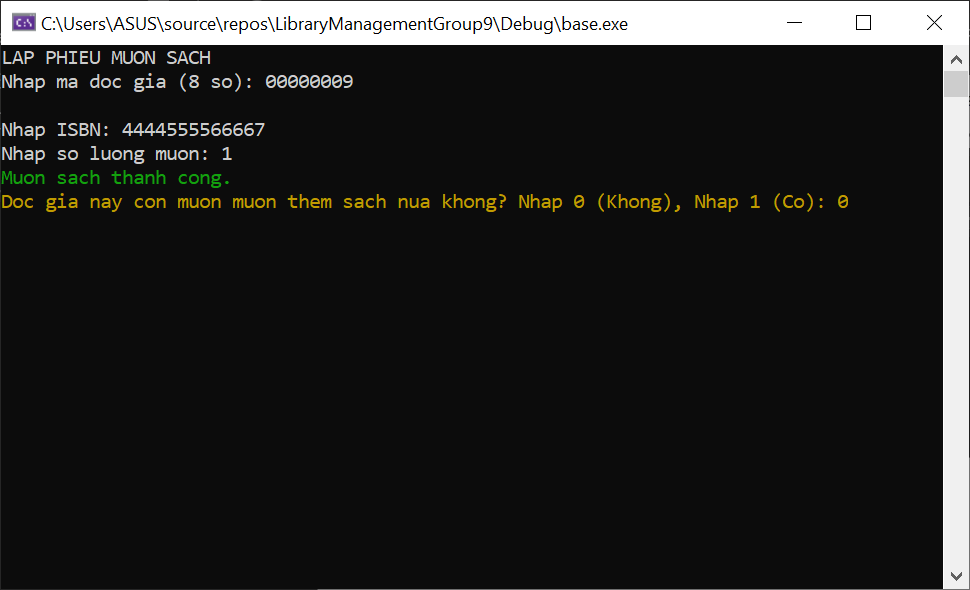 C:\Users\ASUS\source\repos\LibraryManagementGroup9\Debug\base.exe
LAP PHIEU MUON SACH
Nhap ma doc gia (8 so): 00000009
Nhap ISBN: 4444555566667
Nhap so luong muon: 1
Muon sach thanh cong.
Doc gia nay con muon muon them sach nua khong? Nhap 0 (Khong), Nhap 1 (Co): 0